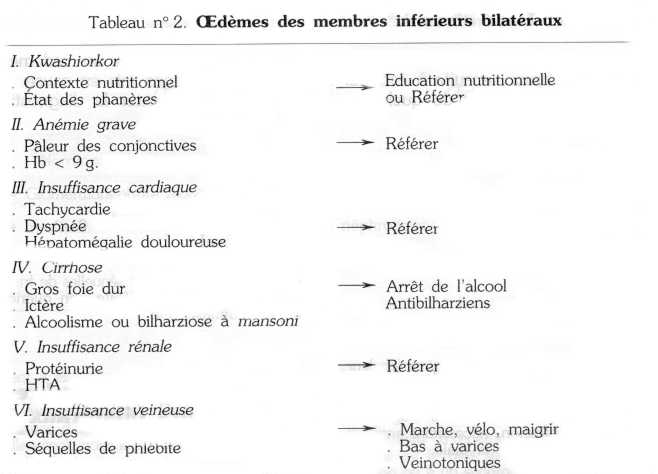 Tableau n° 2. Œdèmes des membres inférieurs bilatéraux
I. Kwashiorkor
. Contexte nutritionnel → Education nutritionnelle
. État des phanères ou Référer
II. Anémie grave
. Pâleur des conjonctives → Référer
. Hb < 9 g.
III. Insuffisance cardiaque
. Tachycardie
. Dyspnée → Référer
Hépatomégalie douloureuse
IV. Cirrhose
. Gros foie dur → Arrêt de l'alcool
. Ictère Antibilharziens
. Alcoolisme ou bilharziose à mansoni
V. Insuffisance rénale
. Protéinurie → Référer
. HTA
VI. Insuffisance veineuse
. Varices → . Marche, vélo, maigrir
. Séquelles de phlébite . Bas à varices
. Veinotoniques